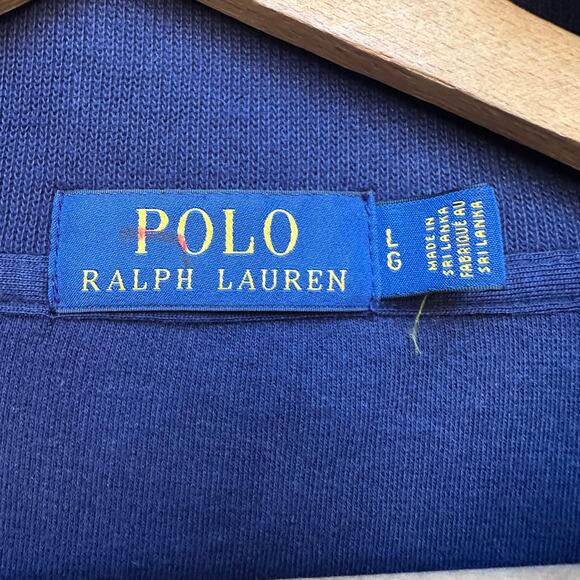 POLO
RALPH LAUREN
MADE IN
SRI LANKA
FABRIQUÉ AU
SRI LANKA